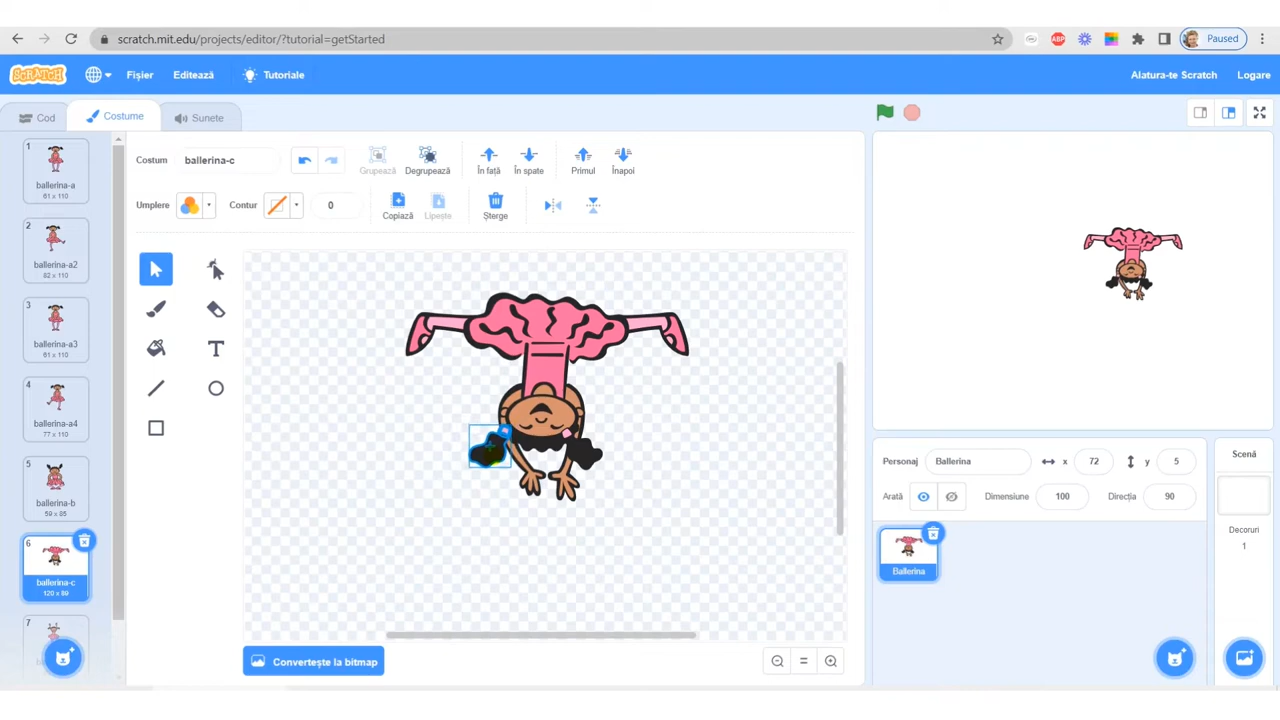 scratch.mit.edu/projects/editor/?tutorial=getStarted
ABP
Paused
SCRATCH
Fișier
Editează
Tutoriale
Alatura-te Scratch
Logare
Cod
Costume
Sunete
Costum
ballerina-c
Grupează
Degrupează
În față
În spate
Primul
Înapoi
Umplere
Contur
0
Copiază
Lipește
Șterge
1
ballerina-a
61 x 110
2
ballerina-a2
82 x 110
3
ballerina-a3
61 x 110
4
ballerina-a4
77 x 110
5
ballerina-b
59 x 85
6
ballerina-c
120 x 89
7
T
Convertește la bitmap
Personaj
Ballerina
x
72
y
5
Arată
Dimensiune
100
Direcția
90
Ballerina
Scenă
Decoruri
1